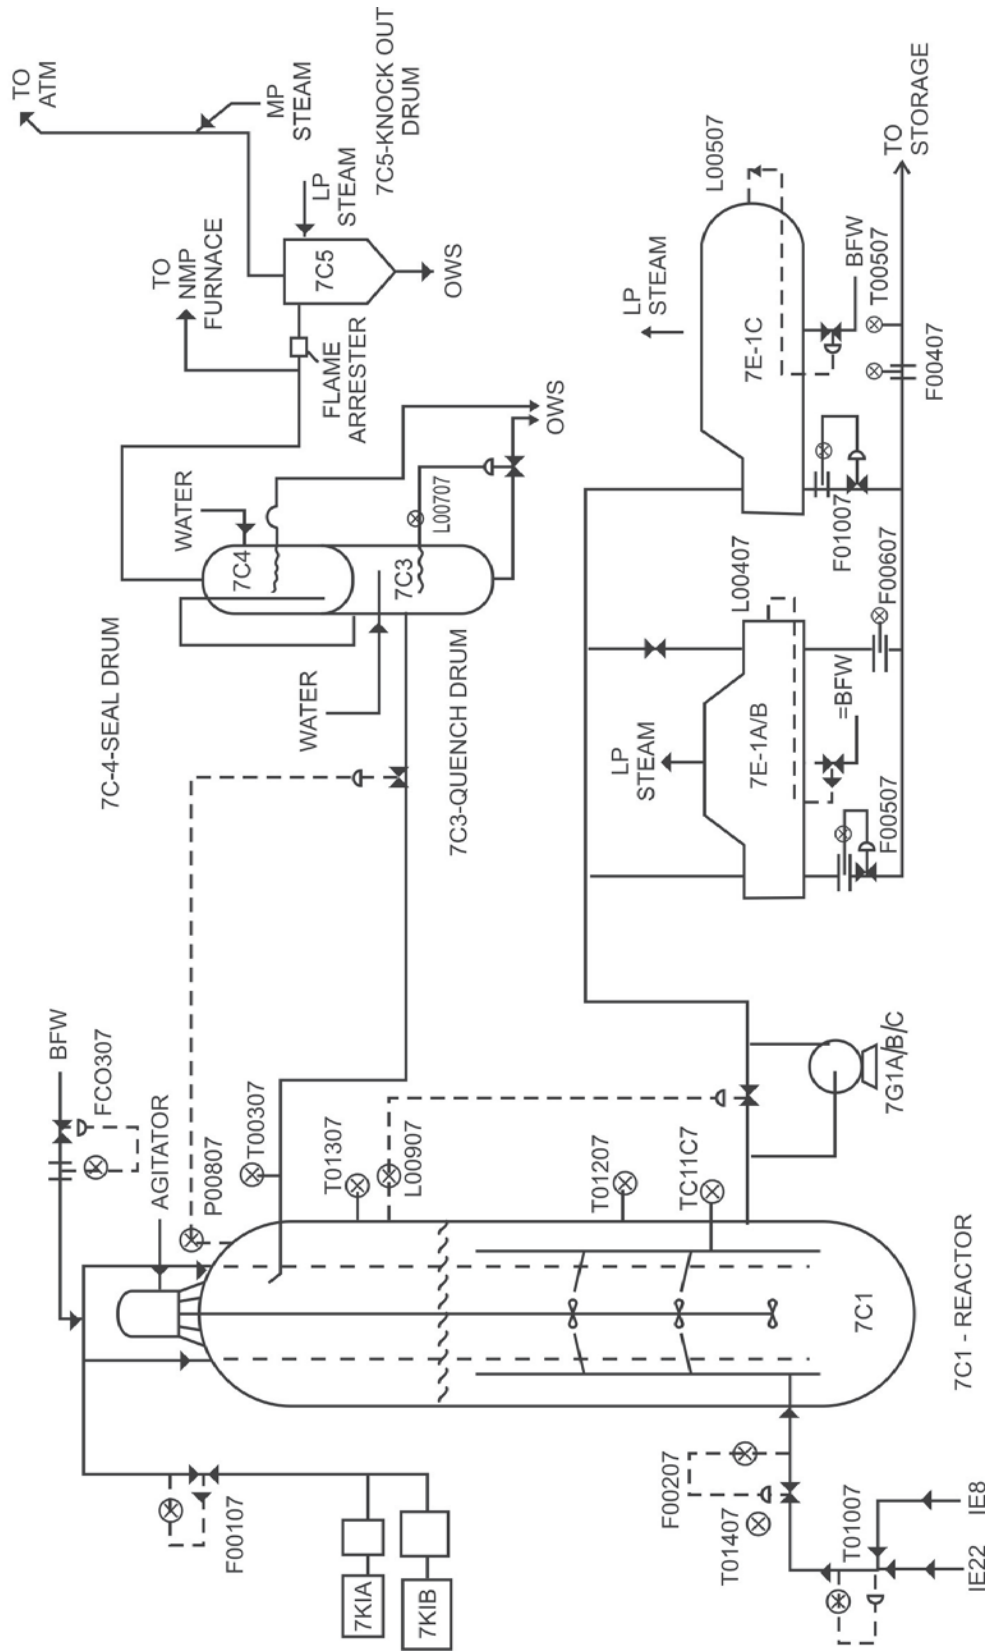 TO
ATM
MP
STEAM
TO
NMP
FURNACE
7C5
LP
STEAM
7C5-KNOCK OUT
DRUM
OWS
FLAME
ARRESTER
WATER
7C4
7C3
L00707
OWS
7C-4-SEAL DRUM
WATER
7C3-QUENCH DRUM
BFW
FCO307
AGITATOR
P00807
T00307
T01307
L00907
T01207
TC11C7
7C1
7C1 - REACTOR
F00107
7KIA
7KIB
F00207
T01407
T01007
IE22
IE8
7G1A/B/C
LP
STEAM
7E-1A/B
L00407
=BFW
F00507
F00607
LP
STEAM
7E-1C
L00507
BFW
F01007
T00507
F00407
TO
STORAGE